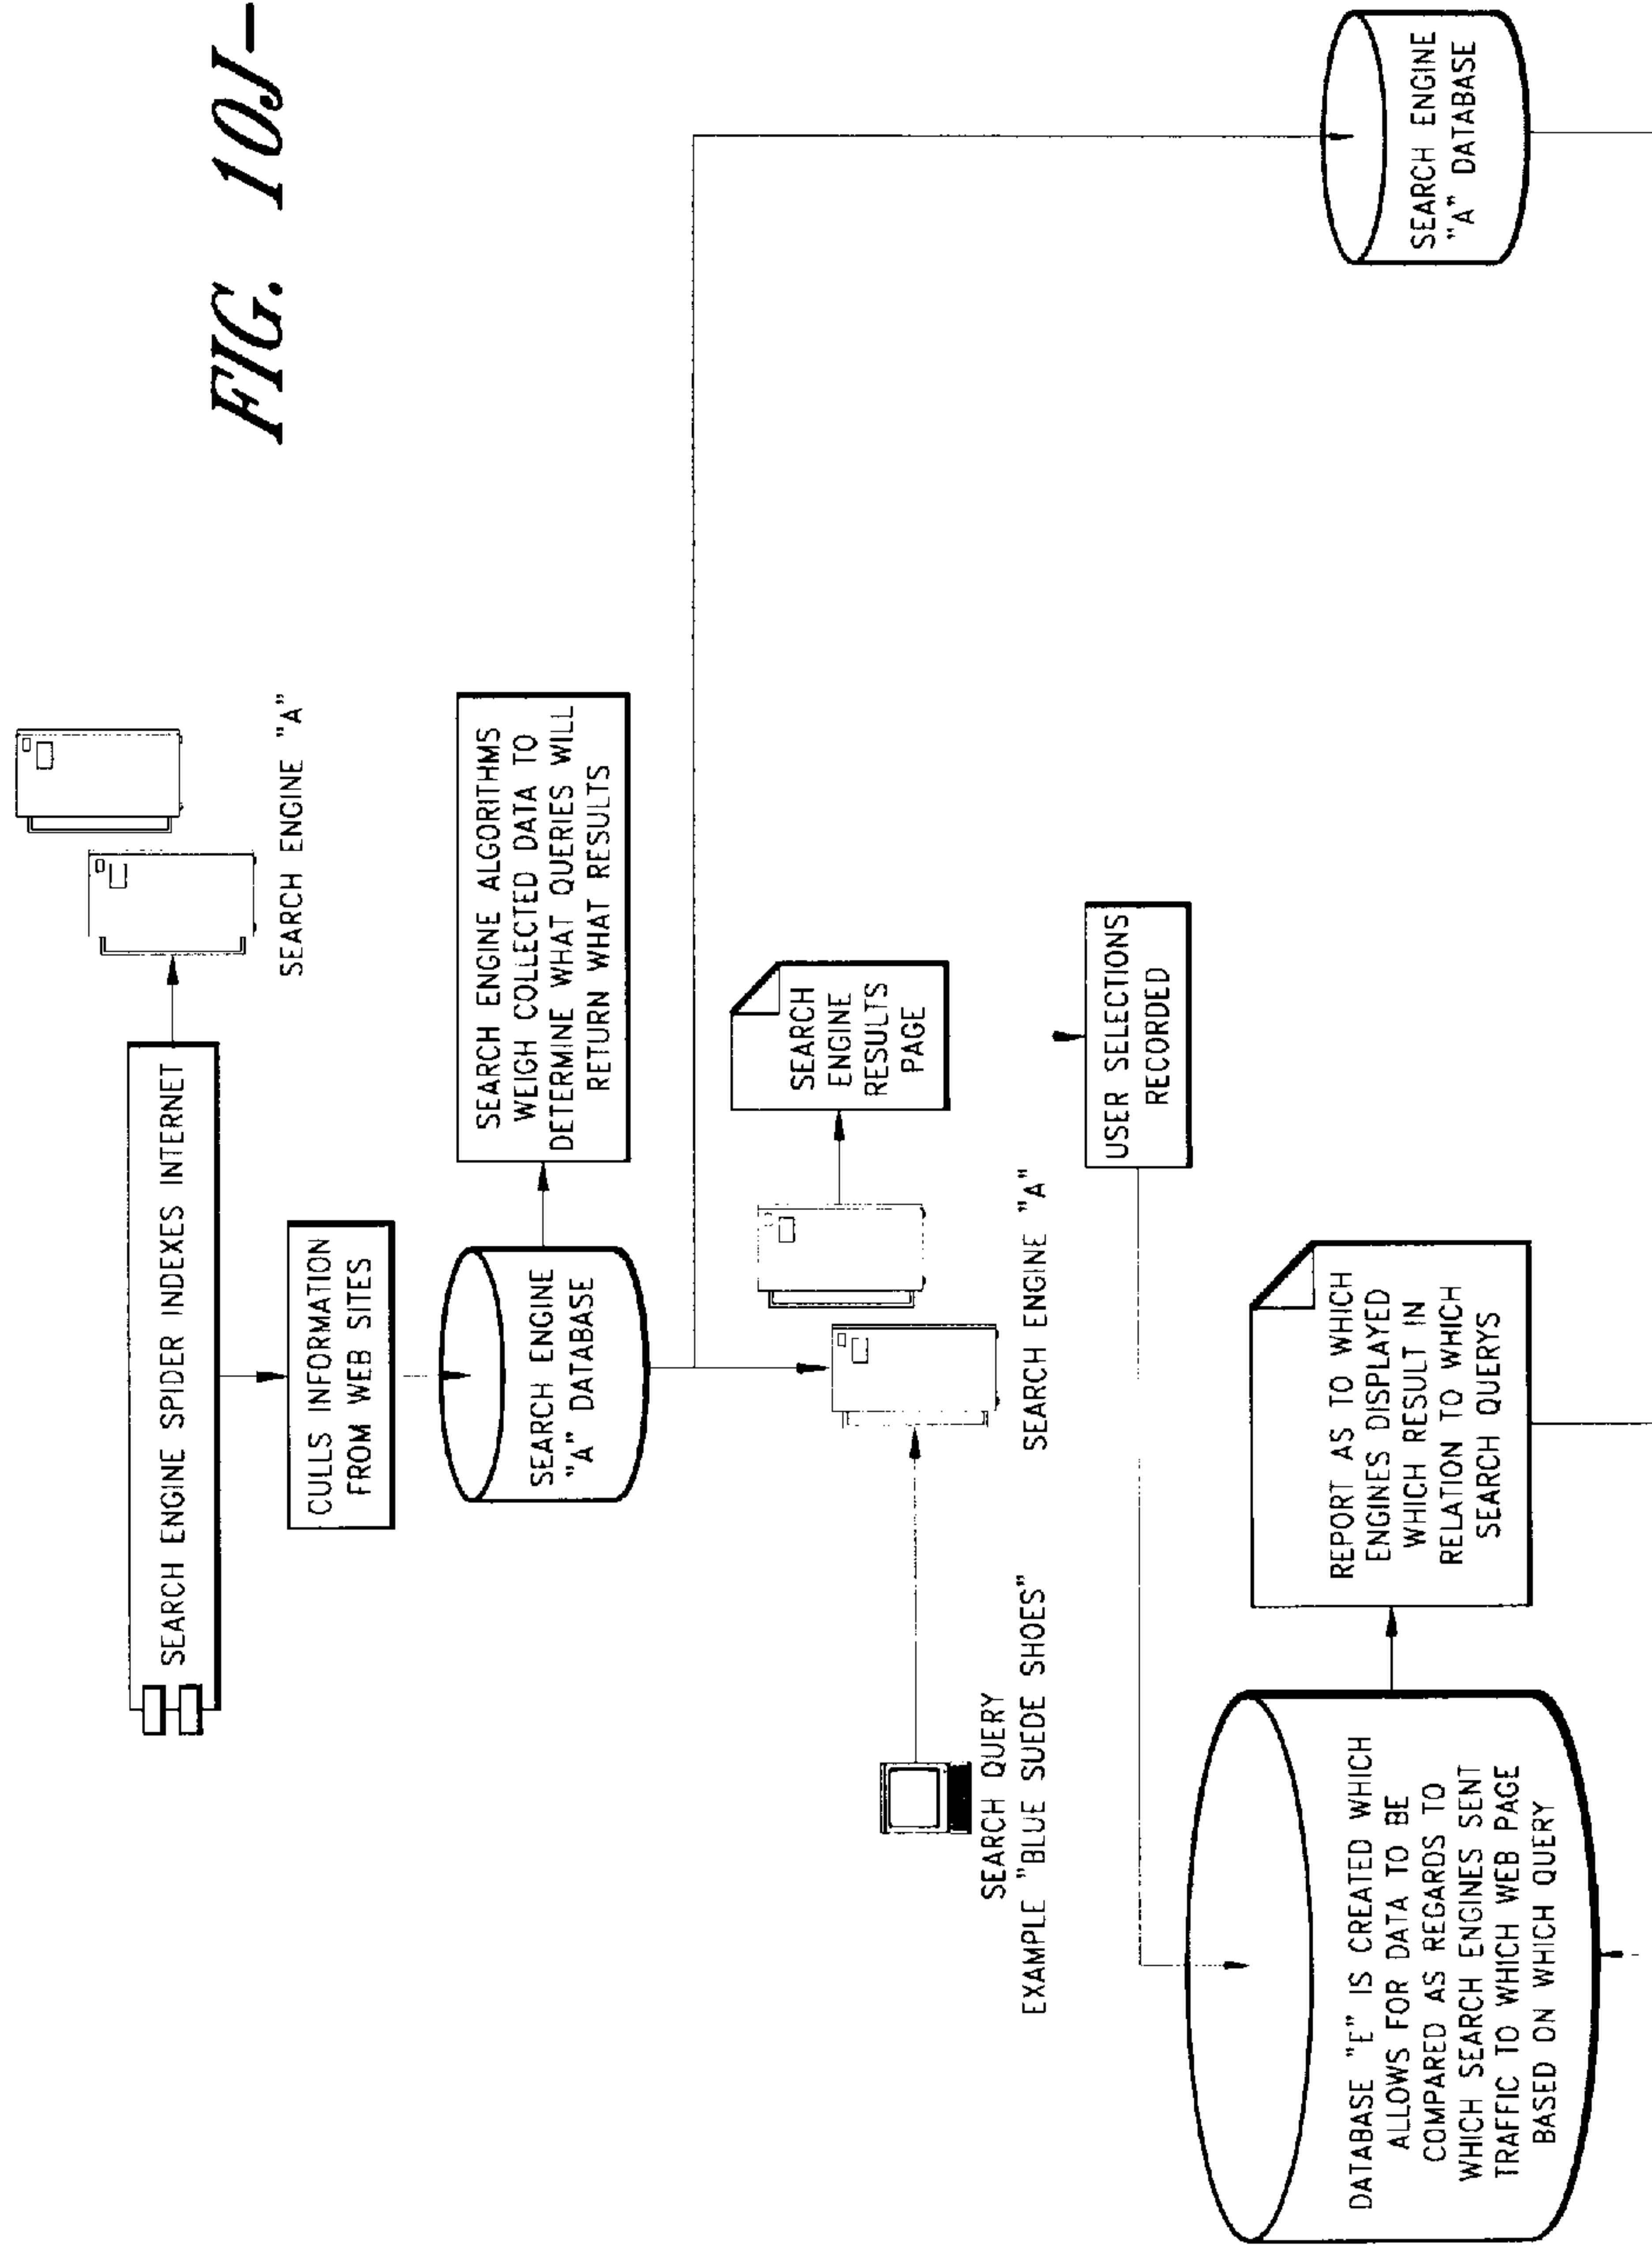 FIG. 10J-
SEARCH ENGINE "A"
SEARCH ENGINE SPIDER INDEXES INTERNET
CULLS INFORMATION
FROM WEB SITES
SEARCH ENGINE
"A" DATABASE
SEARCH ENGINE ALGORITHMS
WEIGH COLLECTED DATA TO
DETERMINE WHAT QUERIES WILL
RETURN WHAT RESULTS
SEARCH
ENGINE
RESULTS
PAGE
SEARCH ENGINE "A"
SEARCH QUERY
EXAMPLE "BLUE SUEDE SHOES"
USER SELECTIONS
RECORDED
DATABASE "E" IS CREATED WHICH
ALLOWS FOR DATA TO BE
COMPARED AS REGARDS TO
WHICH SEARCH ENGINES SENT
TRAFFIC TO WHICH WEB PAGE
BASED ON WHICH QUERY
REPORT AS TO WHICH
ENGINES DISPLAYED
WHICH RESULT IN
RELATION TO WHICH
SEARCH QUERYS
SEARCH ENGINE
"A" DATABASE